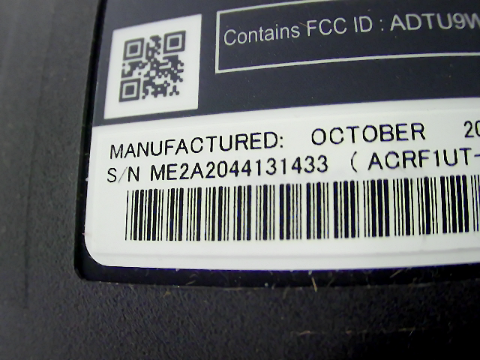 Contains FCC ID : ADTU9W
MANUFACTURED: OCTOBER 20
S/N ME2A2044131433 ( ACRF1UT-